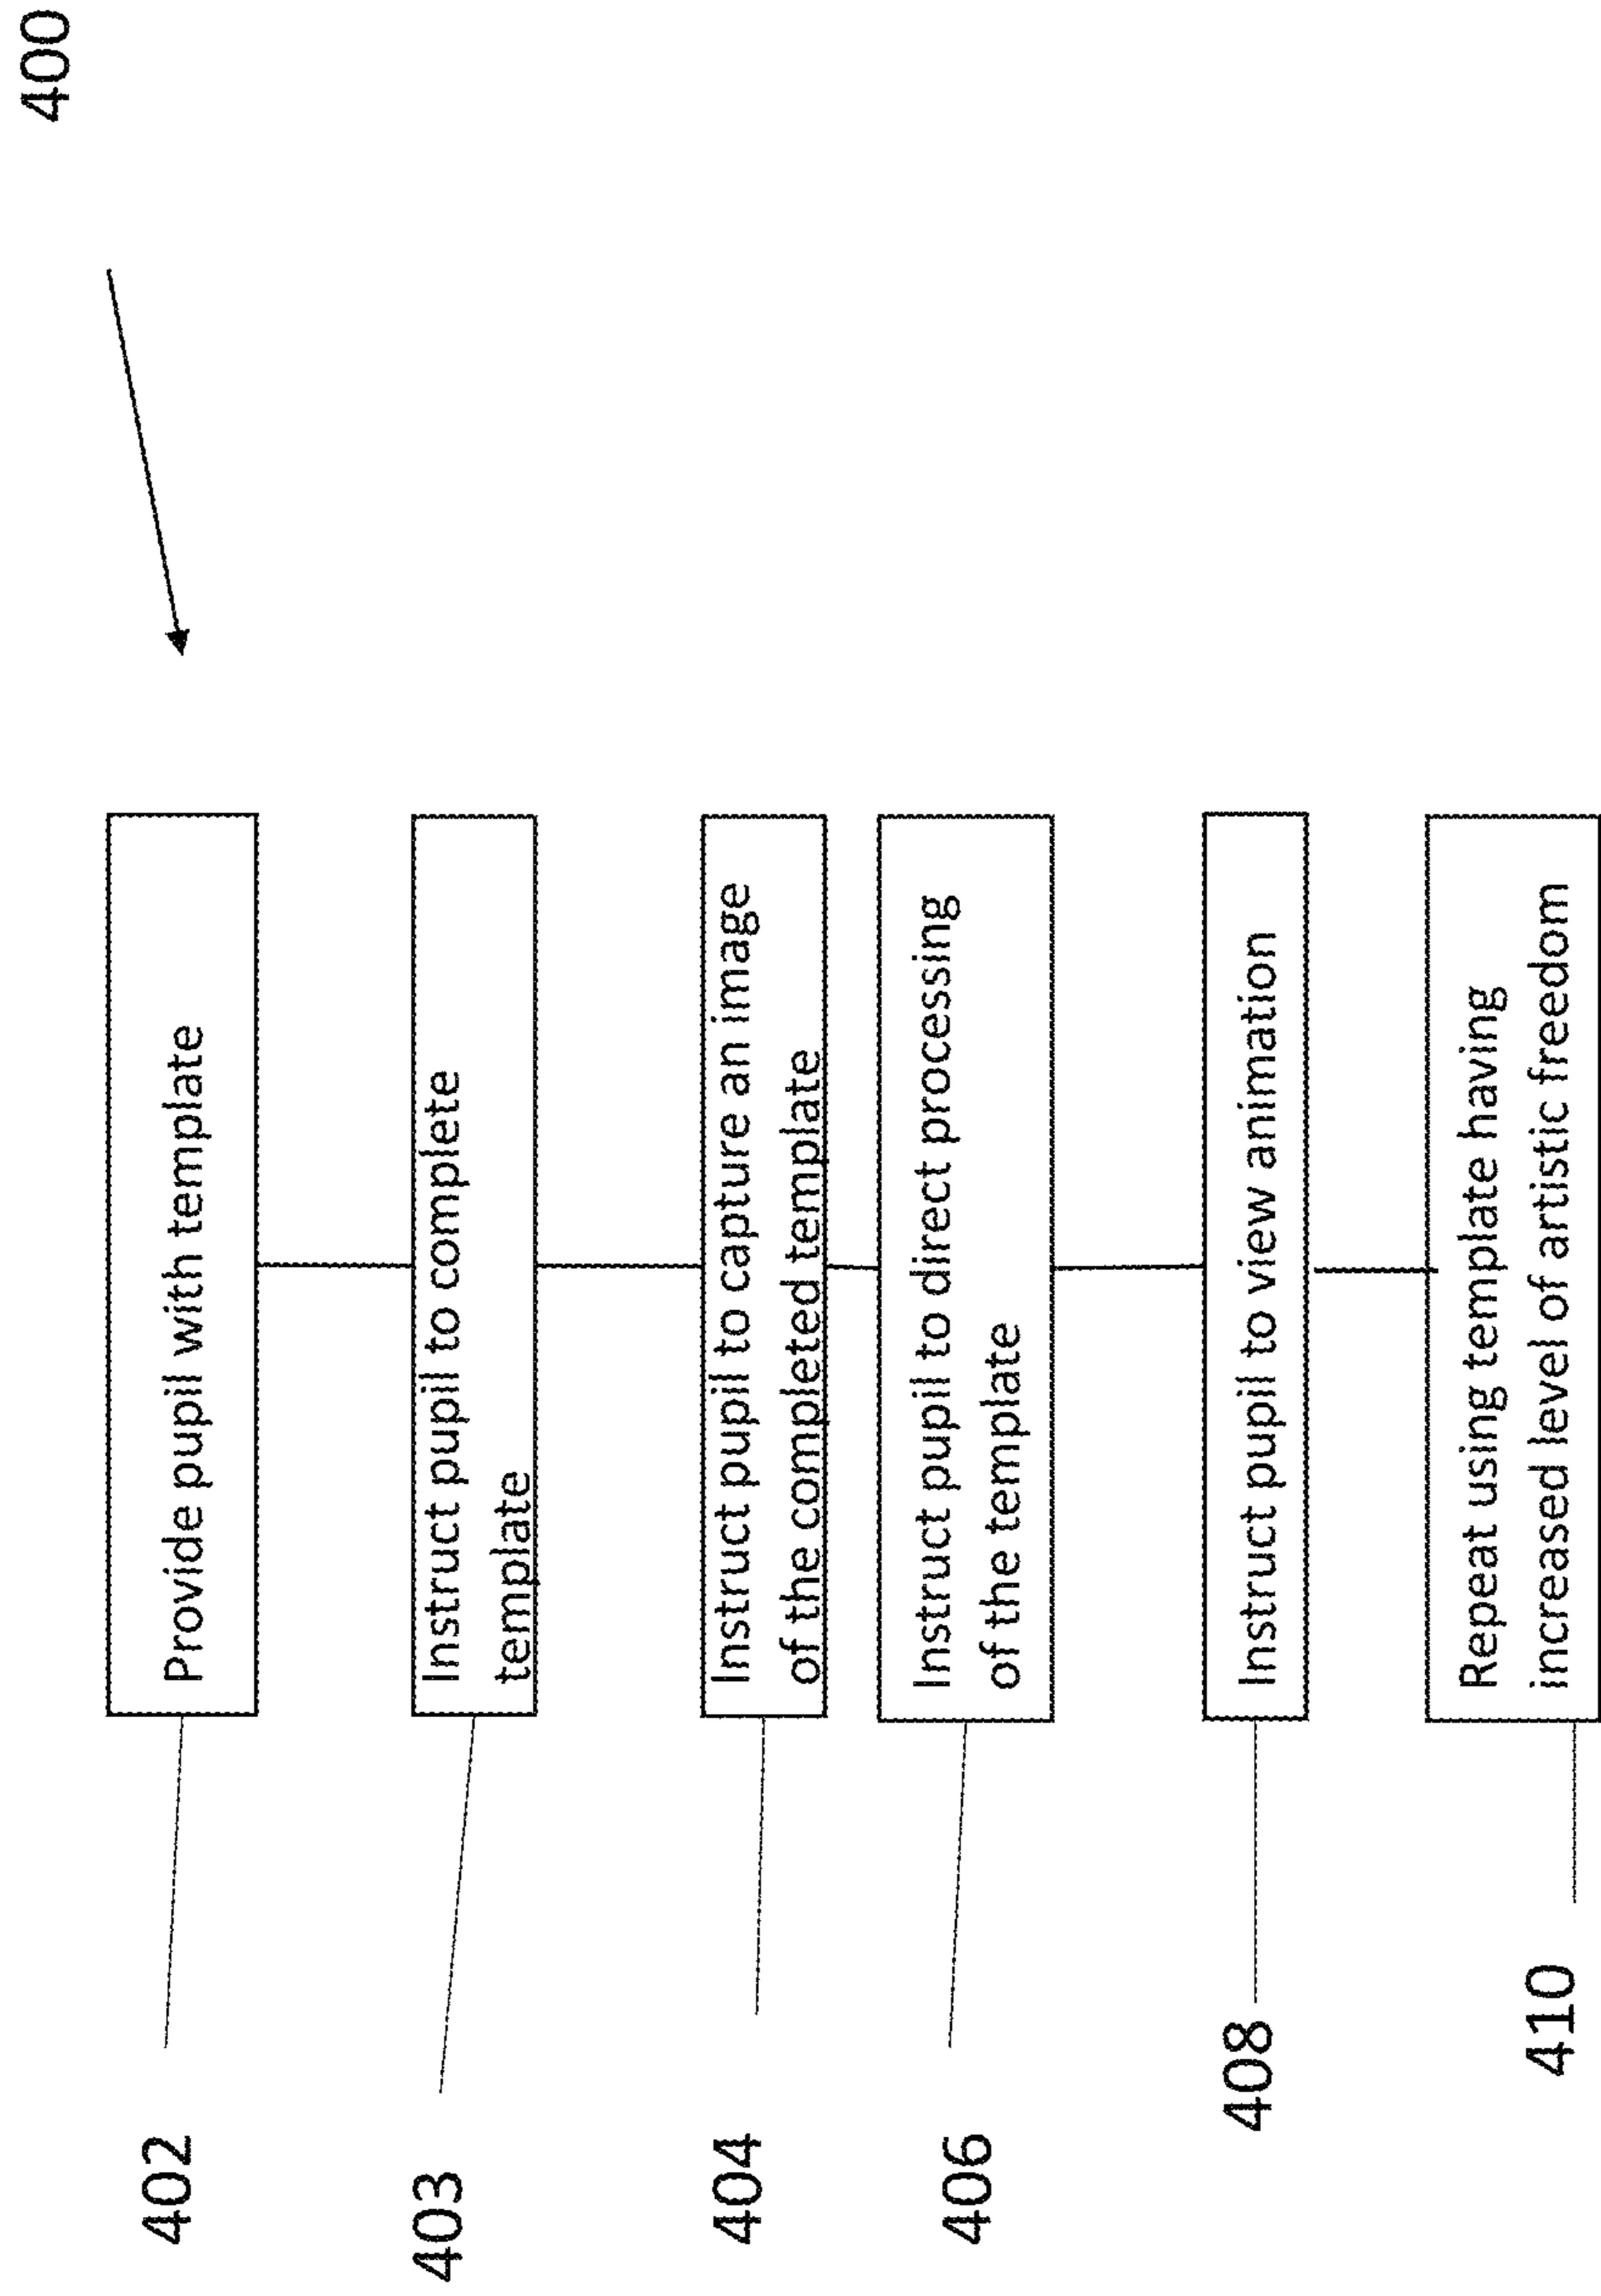 400
402
Provide pupil with template
403
Instruct pupil to complete
template
404
Instruct pupil to capture an image
of the completed template
406
Instruct pupil to direct processing
of the template
408
Instruct pupil to view animation
410
Repeat using template having
increased level of artistic freedom